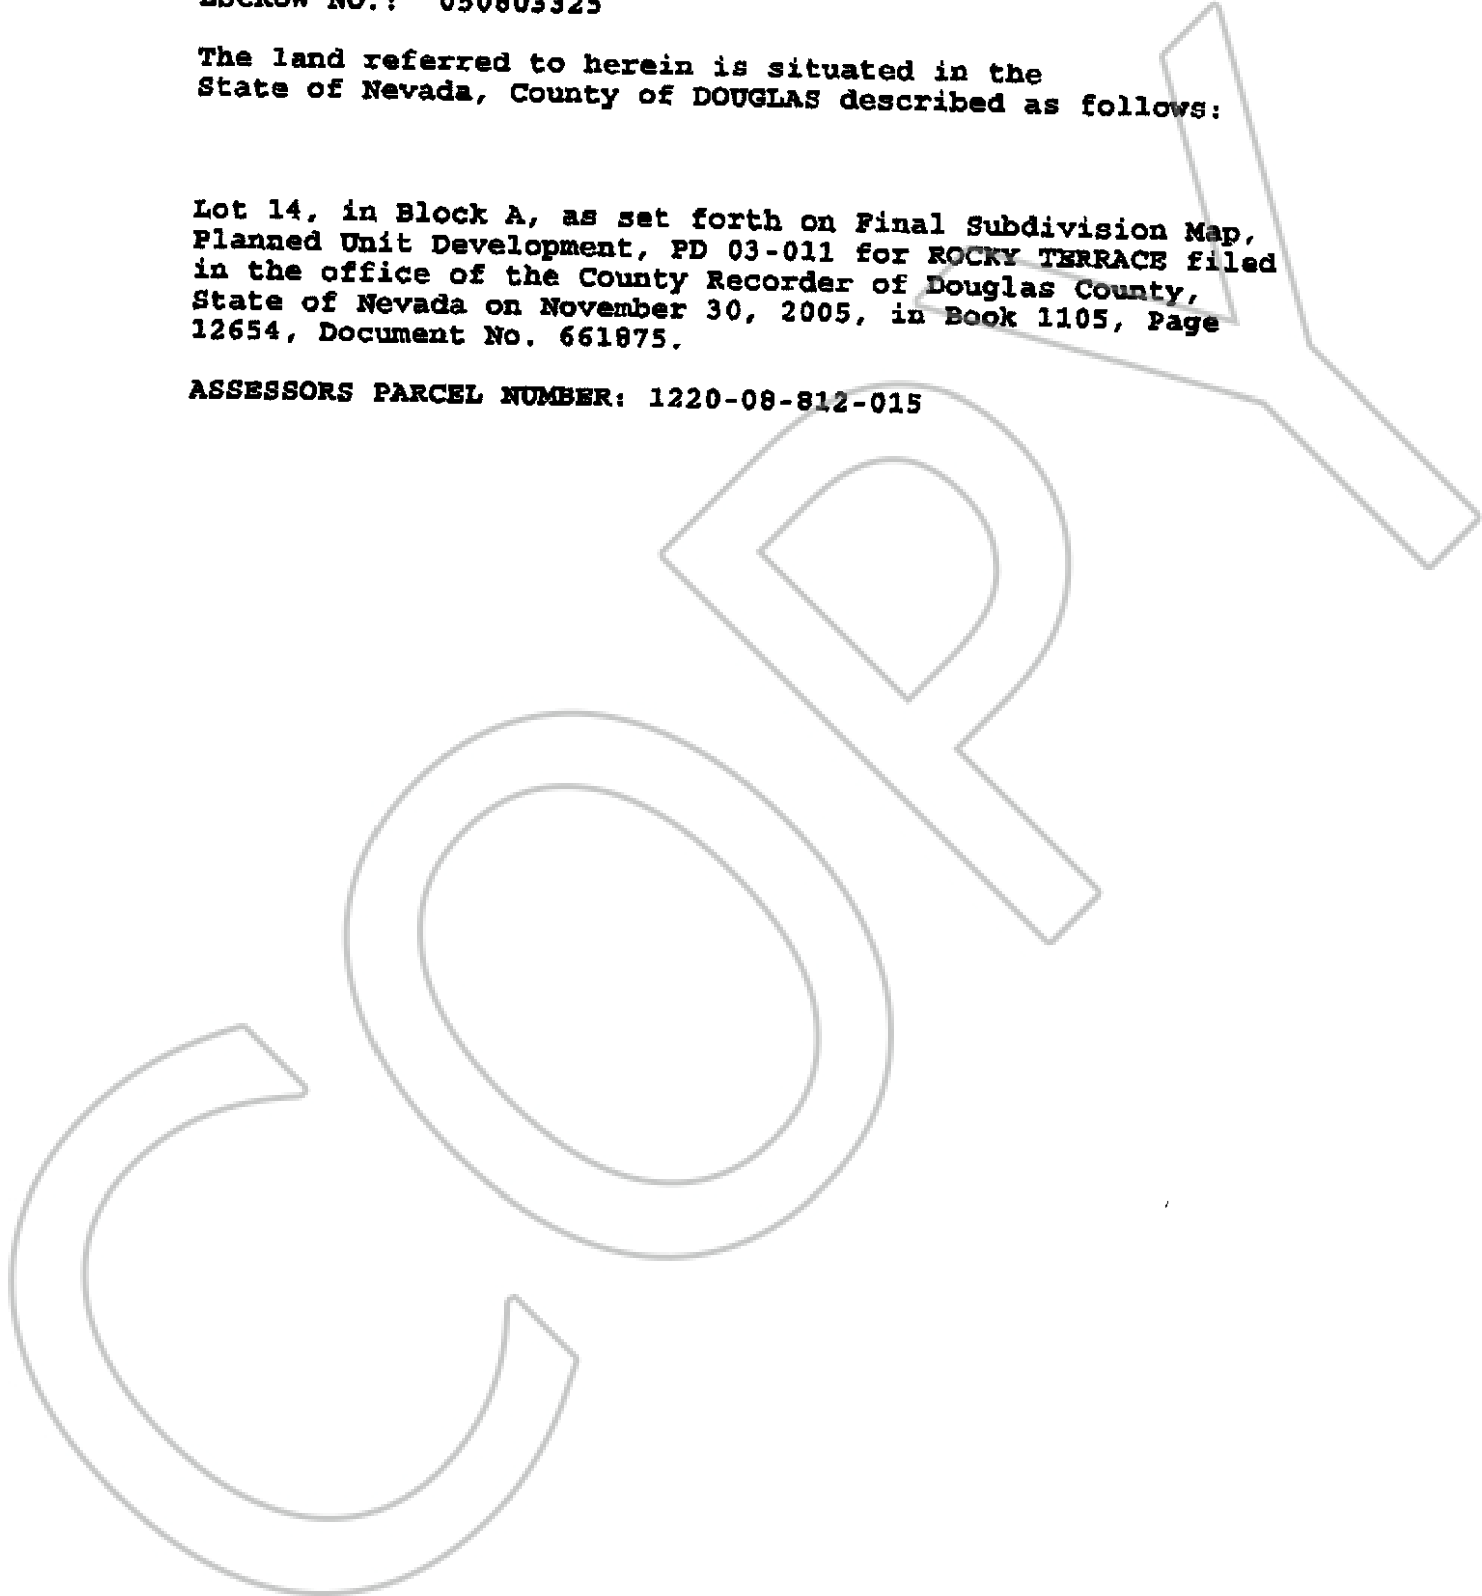 ESCROW NO.: 050803325
The land referred to herein is situated in the
State of Nevada, County of DOUGLAS described as follows:
Lot 14, in Block A, as set forth on Final Subdivision Map,
Planned Unit Development, PD 03-011 for ROCKY TERRACE filed
in the office of the County Recorder of Douglas County,
State of Nevada on November 30, 2005, in Book 1105, Page
12654, Document No. 661875.
ASSESSORS PARCEL NUMBER: 1220-08-812-015
COPY